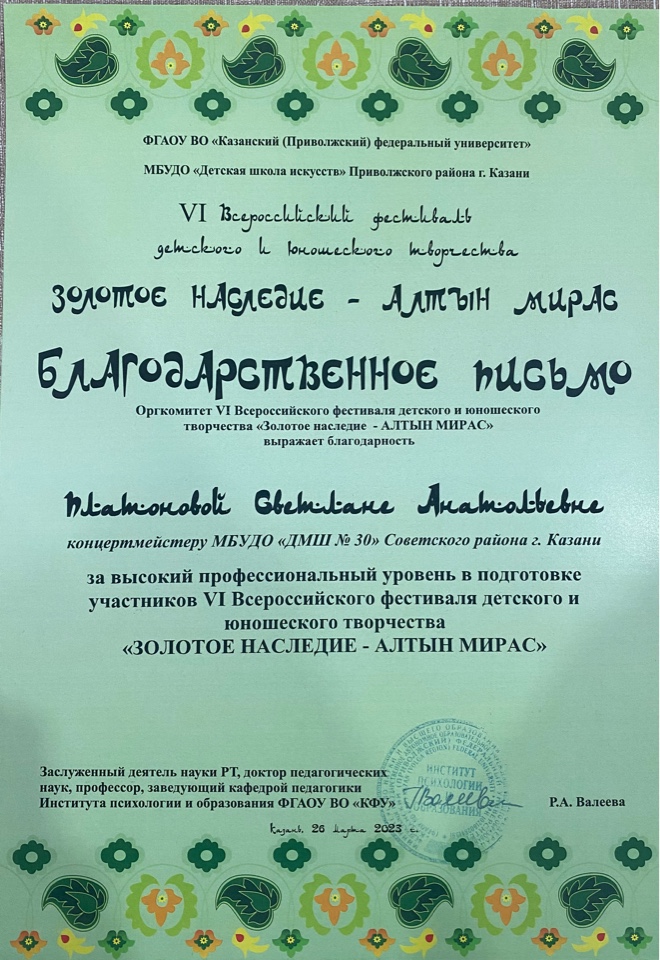 ФГАОУ ВО «Казанский (Приволжский) федеральный университет»
МБУДО «Детская школа искусств» Приволжского района г. Казани
VI Всероссийский фестиваль
детского и юношеского творчества
ЗОЛОТОЕ НАСЛЕДИЕ - АЛТЫН МИРАС
БЛАГОДАРСТВЕННОЕ ПИСЬМО
Оргкомитет VI Всероссийского фестиваля детского и юношеского
творчества «Золотое наследие - АЛТЫН МИРАС»
выражает благодарность
Платоновой Светлане Анатольевне
концертмейстеру МБУДО «ДМШ № 30» Советского района г. Казани
за высокий профессиональный уровень в подготовке
участников VI Всероссийского фестиваля детского и
юношеского творчества
«ЗОЛОТОЕ НАСЛЕДИЕ - АЛТЫН МИРАС»
ИНСТИТУТ
ПСИХОЛОГИИ
ОБРАЗОВАНИЯ
Заслуженный деятель науки РТ, доктор педагогических
наук, профессор, заведующий кафедрой педагогики
Института психологии и образования ФГАОУ ВО «КФУ»
Р.А. Валеева
Казань, 26 марта 2023 г.